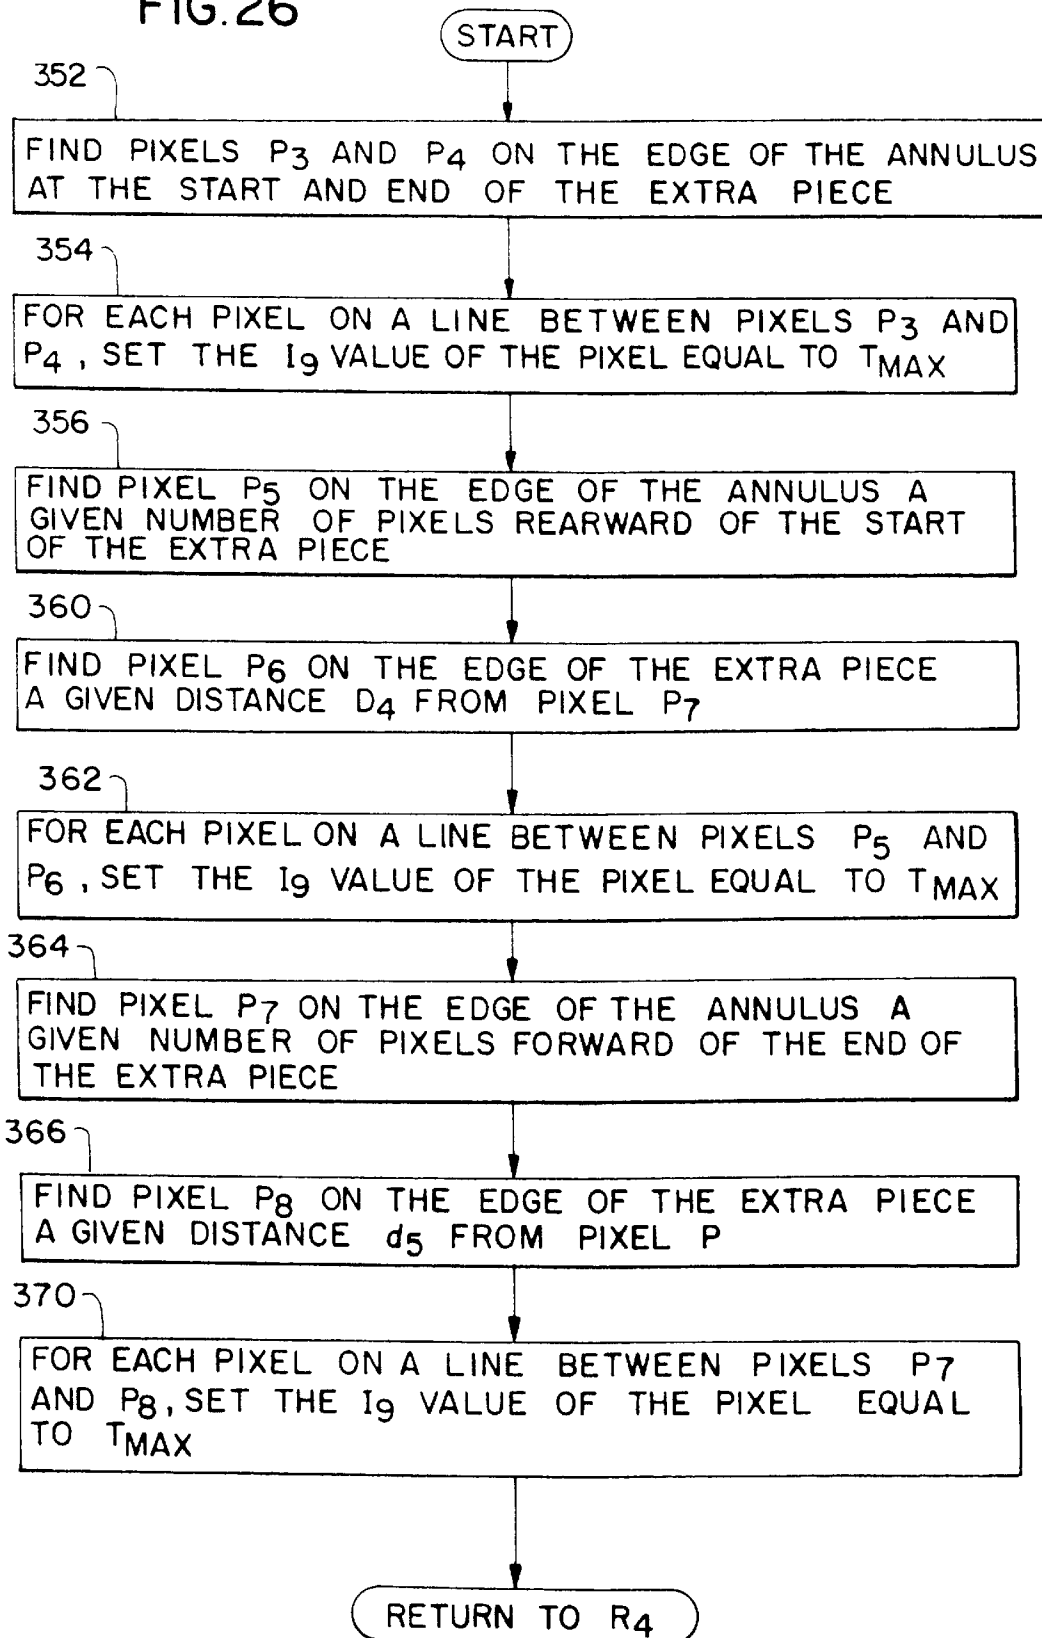 FIG.26
START
352
FIND PIXELS P3 AND P4 ON THE EDGE OF THE ANNULUS
AT THE START AND END OF THE EXTRA PIECE
354
FOR EACH PIXEL ON A LINE BETWEEN PIXELS P3 AND
P4, SET THE I9 VALUE OF THE PIXEL EQUAL TO TMAX
356
FIND PIXEL P5 ON THE EDGE OF THE ANNULUS A
GIVEN NUMBER OF PIXELS REARWARD OF THE START
OF THE EXTRA PIECE
360
FIND PIXEL P6 ON THE EDGE OF THE EXTRA PIECE
A GIVEN DISTANCE D4 FROM PIXEL P7
362
FOR EACH PIXEL ON A LINE BETWEEN PIXELS P5 AND
P6, SET THE I9 VALUE OF THE PIXEL EQUAL TO TMAX
364
FIND PIXEL P7 ON THE EDGE OF THE ANNULUS A
GIVEN NUMBER OF PIXELS FORWARD OF THE END OF
THE EXTRA PIECE
366
FIND PIXEL P8 ON THE EDGE OF THE EXTRA PIECE
A GIVEN DISTANCE d5 FROM PIXEL P
370
FOR EACH PIXEL ON A LINE BETWEEN PIXELS P7
AND P8, SET THE I9 VALUE OF THE PIXEL EQUAL
TO TMAX
RETURN TO R4